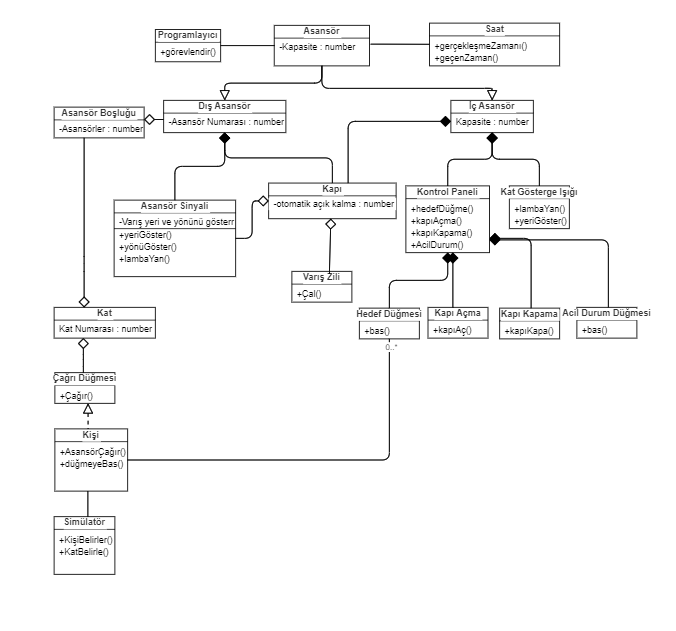 Programlayıcı
+görevlendir()
Asansör
-Kapasite : number
Saat
+gerçekleşmeZamanı()
+geçenZaman()
Asansör Boşluğu
-Asansörler : number
Dış Asansör
-Asansör Numarası : number
İç Asansör
Kapasite : number
Asansör Sinyali
-Varış yeri ve yönünü gösterr
+yeriGöster()
+yönüGöster()
+lambaYan()
Kapı
-otomatik açık kalma : number
Kontrol Paneli
+hedefDüğme()
+kapıAçma()
+kapıKapama()
+AcilDurum()
Kat Gösterge Işığı
+lambaYan()
+yeriGöster()
Varış Zili
+Çal()
Kat
Kat Numarası : number
Hedef Düğmesi
+bas()
0..*
Kapı Açma
+kapıAç()
Kapı Kapama
+kapıKapa()
Acil Durum Düğmesi
+bas()
Çağrı Düğmesi
+Çağır()
Kişi
+AsansörÇağır()
+düğmeyeBas()
Simülatör
+KişiBelirler()
+KatBelirle()